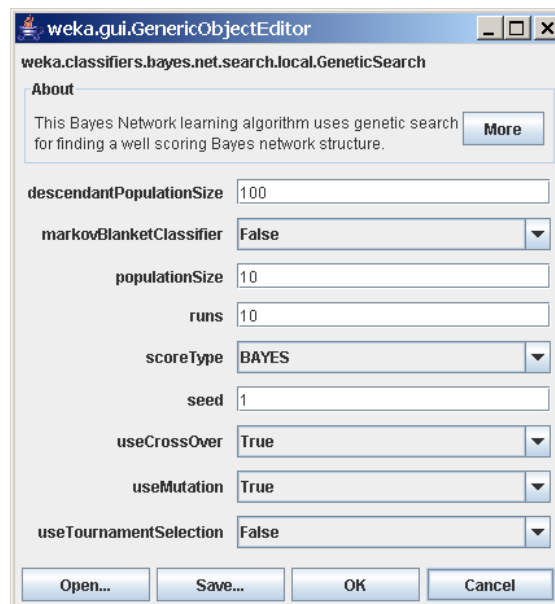 weka.gui.GenericObjectEditor
weka.classifiers.bayes.net.search.local.GeneticSearch
About
This Bayes Network learning algorithm uses genetic search
for finding a well scoring Bayes network structure.
More
descendantPopulationSize 100
markovBlanketClassifier False
populationSize 10
runs 10
scoreType BAYES
seed 1
useCrossOver True
useMutation True
useTournamentSelection False
Open... Save... OK Cancel